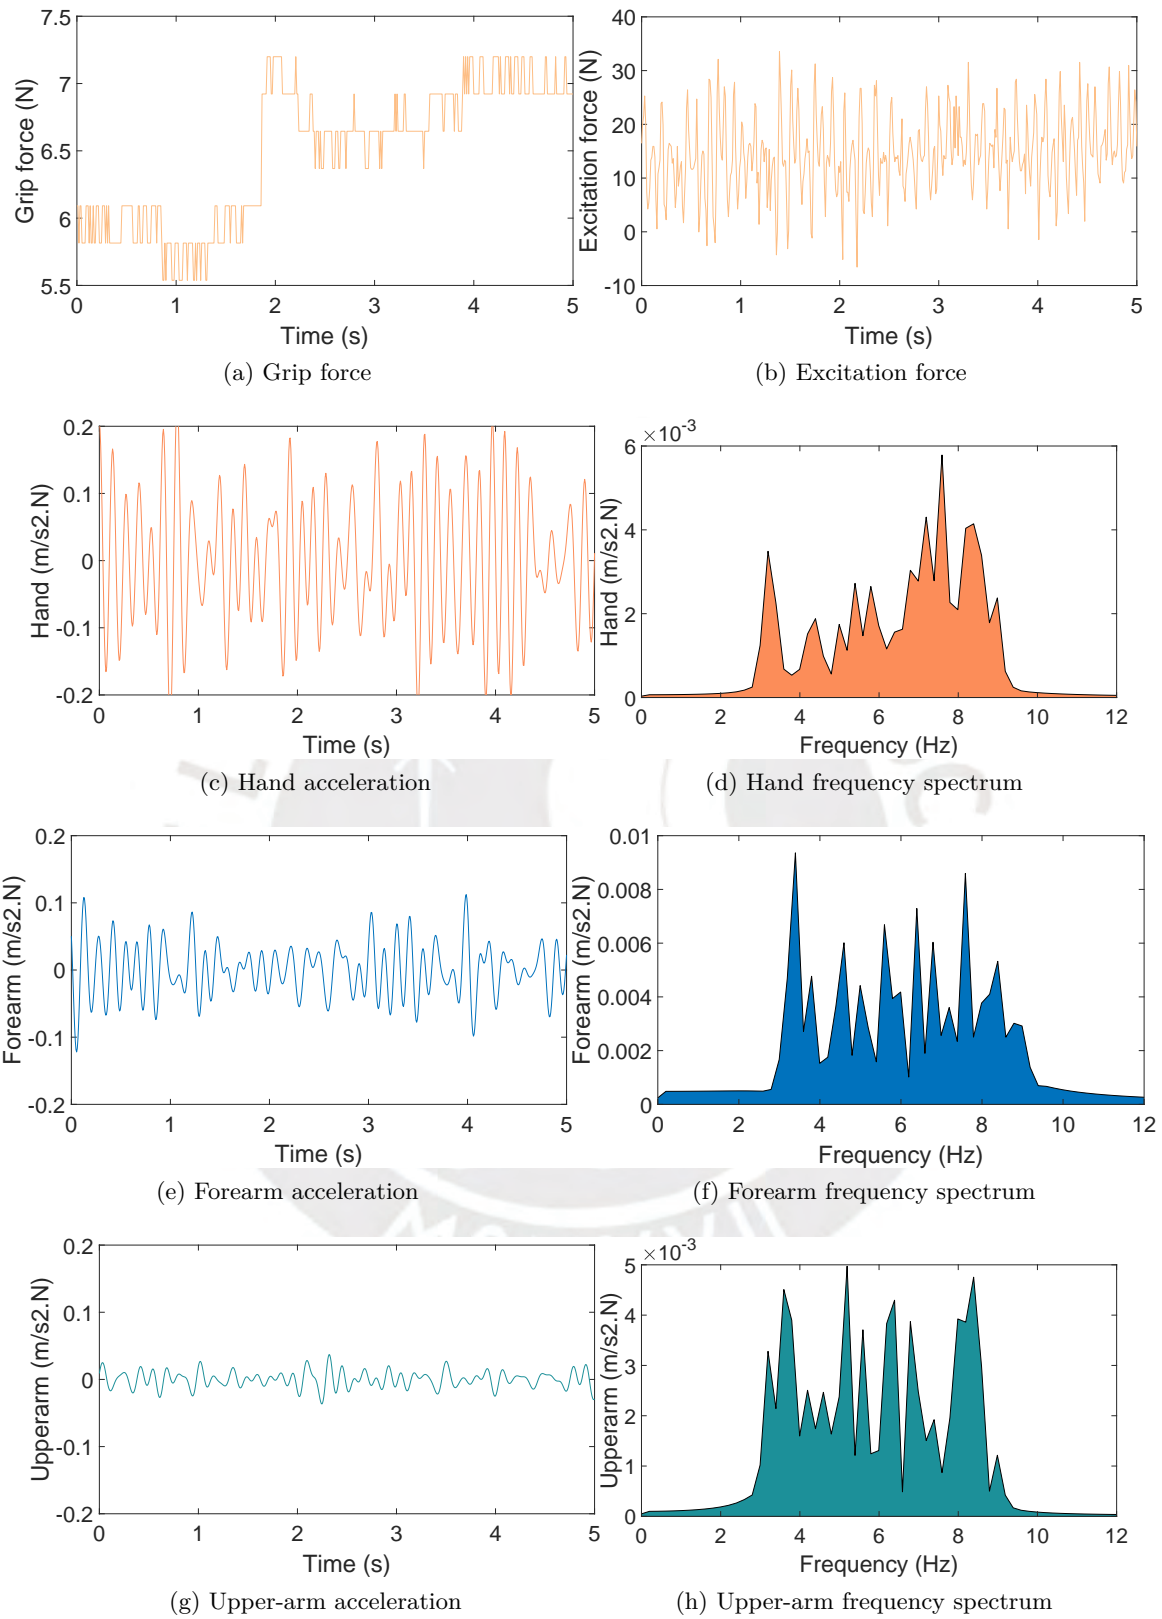 7.5
7
6.5
6
5.5
Grip force (N)
0 1 2 3 4 5
Time (s)
(a) Grip force
40
30
20
10
0
-10
Excitation force (N)
0 1 2 3 4 5
Time (s)
(b) Excitation force
0.2
0.1
0
-0.1
-0.2
Hand (m/s2.N)
0 1 2 3 4 5
Time (s)
(c) Hand acceleration
×10-3
6
4
2
0
Hand (m/s2.N)
0 2 4 6 8 10 12
Frequency (Hz)
(d) Hand frequency spectrum
0.2
0.1
0
-0.1
-0.2
Forearm (m/s2.N)
0 1 2 3 4 5
Time (s)
(e) Forearm acceleration
0.01
0.008
0.006
0.004
0.002
0
Forearm (m/s2.N)
0 2 4 6 8 10 12
Frequency (Hz)
(f) Forearm frequency spectrum
0.2
0.1
0
-0.1
-0.2
Upperarm (m/s2.N)
0 1 2 3 4 5
Time (s)
(g) Upper-arm acceleration
×10-3
5
4
3
2
1
0
Upperarm (m/s2.N)
0 2 4 6 8 10 12
Frequency (Hz)
(h) Upper-arm frequency spectrum